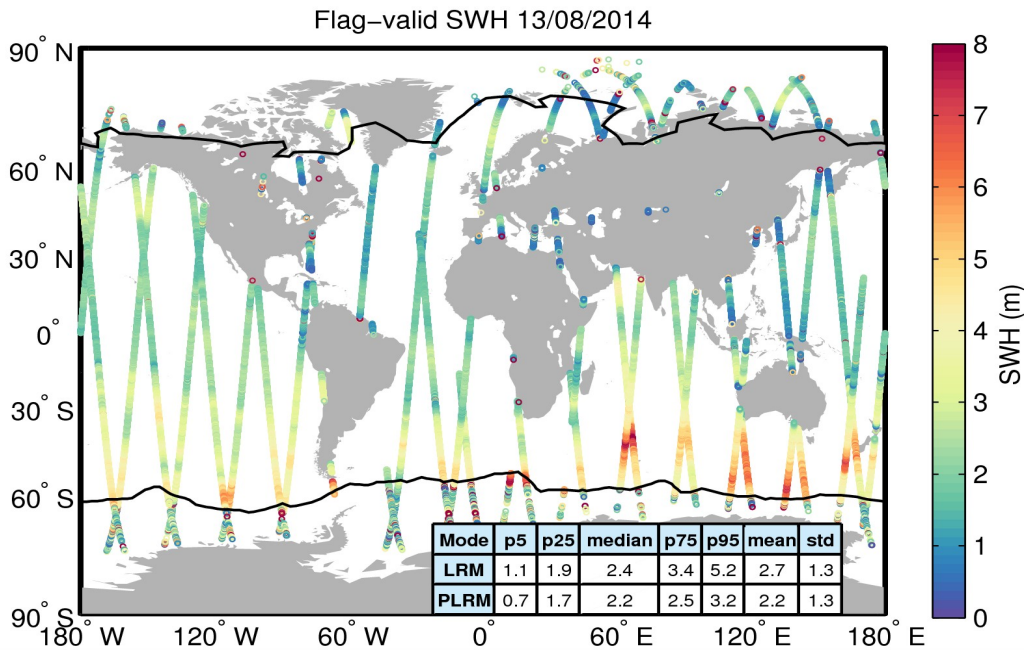 Flag−valid SWH 13/08/2014
90° N
60° N
30° N
0°
30° S
60° S
90° S
180° W
120° W
60° W
0°
60° E
120° E
180° E
Mode p5 p25 median p75 p95 mean std
LRM 1.1 1.9 2.4 3.4 5.2 2.7 1.3
PLRM 0.7 1.7 2.2 2.5 3.2 2.2 1.3
8
7
6
5
4
3
2
1
0
SWH (m)